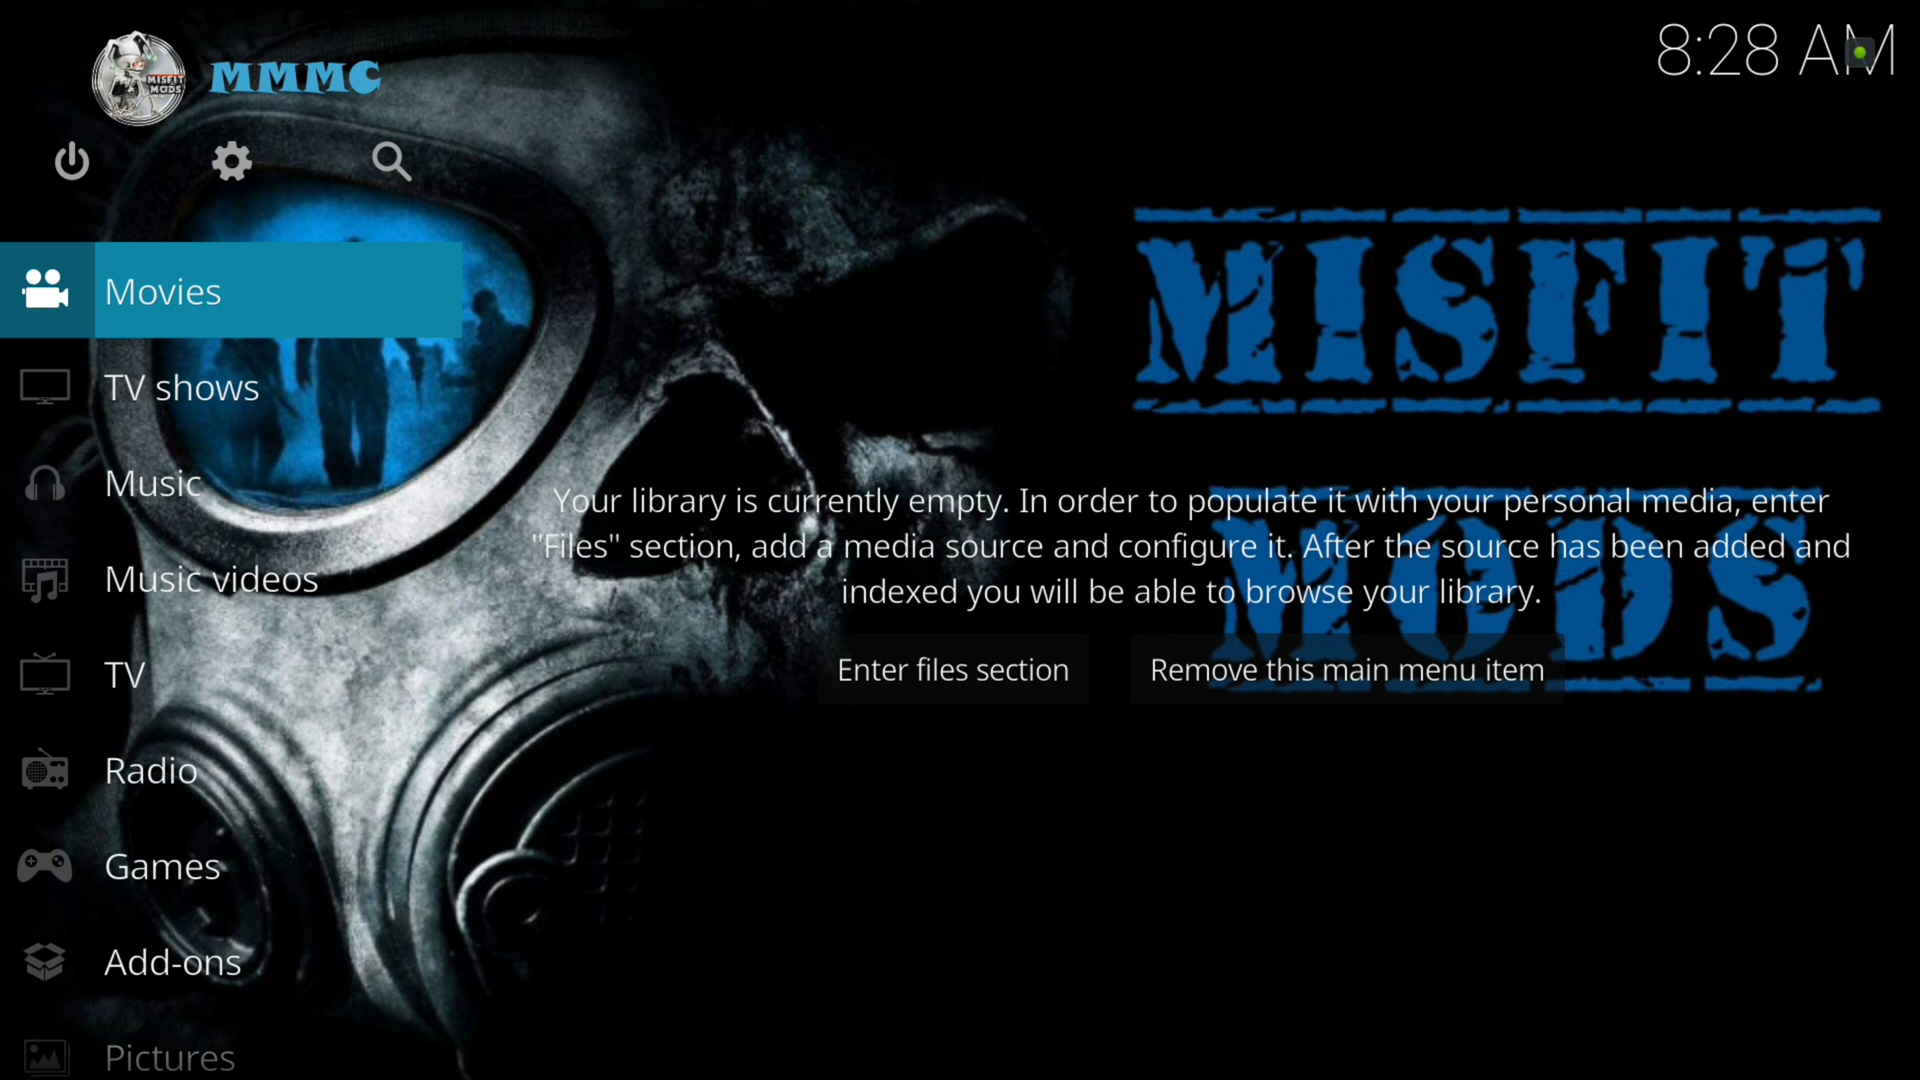 MISFIT
MODS
MMMC
8:28 AM
Movies
TV shows
Music
Music videos
TV
Radio
Games
Add-ons
Pictures
MISFIT
MODS
Your library is currently empty. In order to populate it with your personal media, enter
"Files" section, add a media source and configure it. After the source has been added and
indexed you will be able to browse your library.
Enter files section
Remove this main menu item